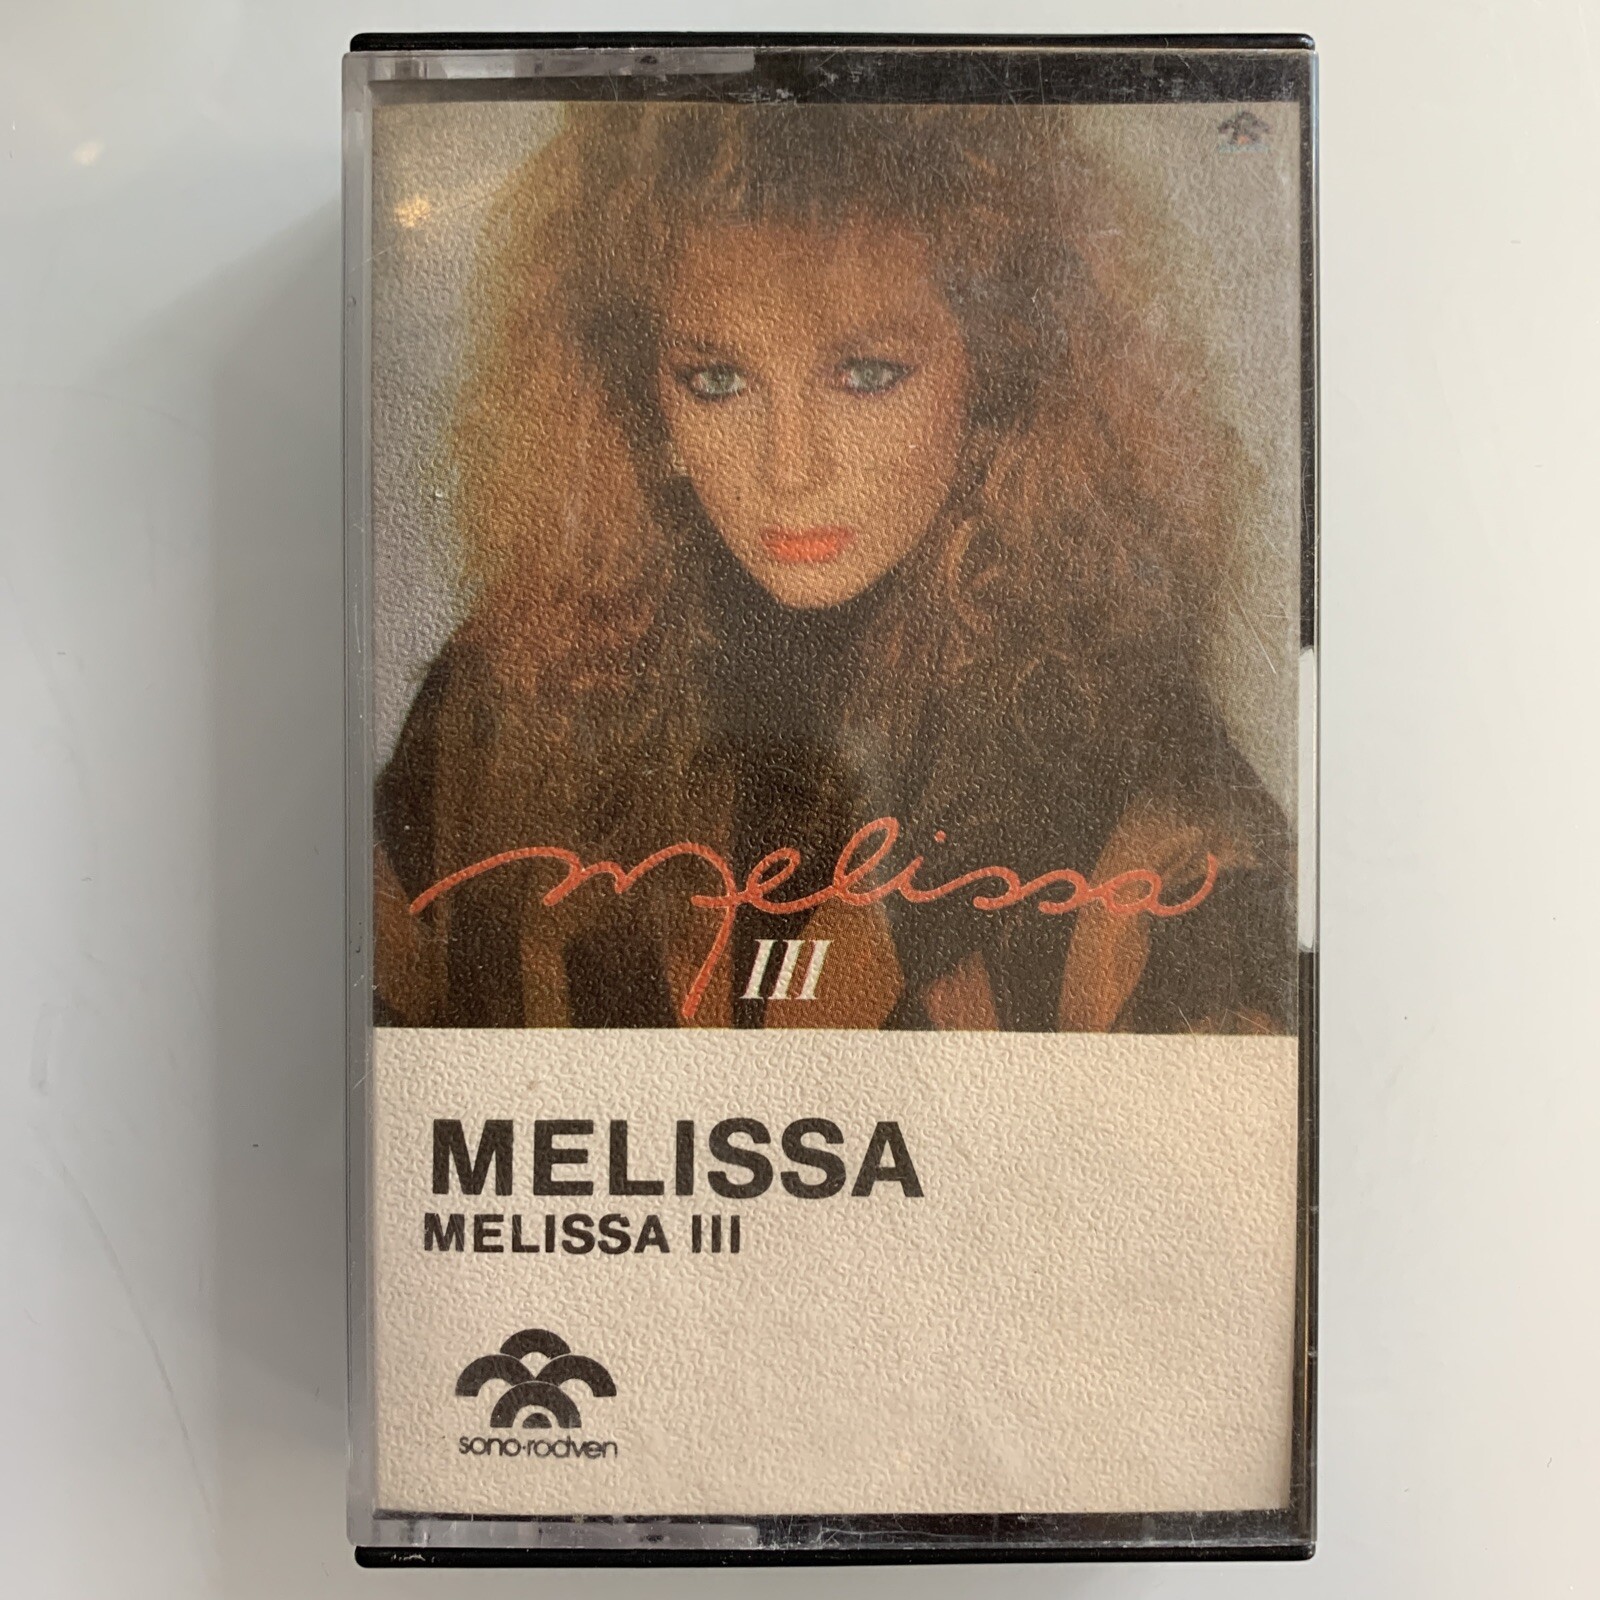 melissa
III
MELISSA
MELISSA III
sono-rodven